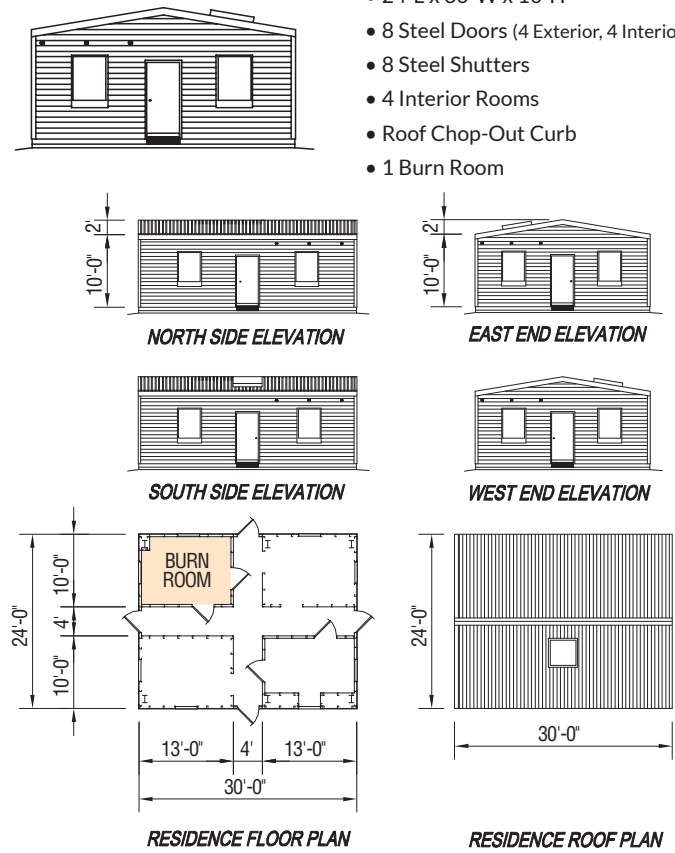 • 8 Steel Doors (4 Exterior, 4 Interio
• 8 Steel Shutters
• 4 Interior Rooms
• Roof Chop-Out Curb
• 1 Burn Room
2'
10'-0"
NORTH SIDE ELEVATION
2'
10'-0"
EAST END ELEVATION
SOUTH SIDE ELEVATION
WEST END ELEVATION
24'-0"
10'-0"
4'
10'-0"
BURN
ROOM
13'-0" 4' 13'-0"
30'-0"
RESIDENCE FLOOR PLAN
24'-0"
30'-0"
RESIDENCE ROOF PLAN